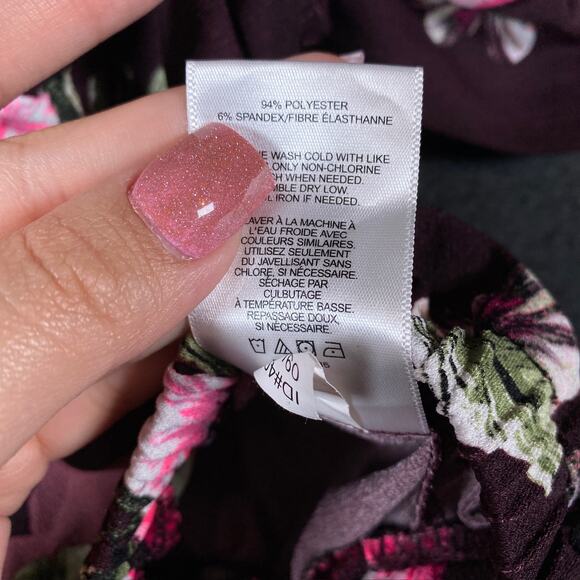 94% POLYESTER
6% SPANDEX/FIBRE ÉLASTHANNE
WASH COLD WITH LIKE
ONLY NON-CHLORINE
WHEN NEEDED.
DRY LOW.
IRON IF NEEDED.
LAVER À LA MACHINE À
L'EAU FROIDE AVEC
COULEURS SIMILAIRES.
UTILISEZ SEULEMENT
DU JAVELLISANT SANS
CHLORE, SI NÉCESSAIRE.
SÉCHAGE PAR
CULBUTAGE
À TEMPÉRATURE BASSE.
REPASSAGE DOUX,
SI NÉCESSAIRE.